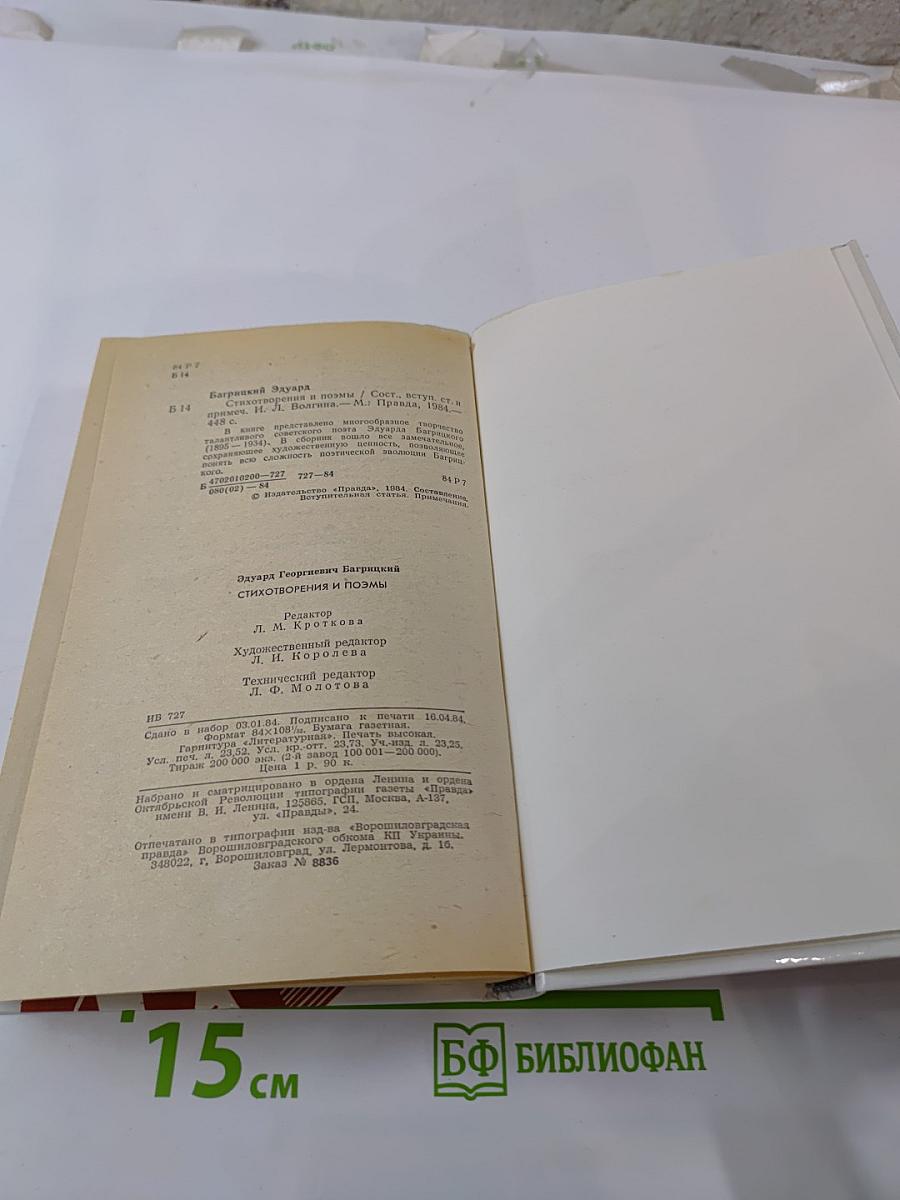 84 Р 7
Б 14
Багрицкий Эдуард
Б 14 Стихотворения и поэмы / Сост., вступ. ст. и
примеч. И. Л. Волгина.— М.: Правда, 1984.—
448 с.
В книге представлено многообразное творчество
талантливого советского поэта Эдуарда Багрицкого
(1895 — 1934). В сборник вошло все замечательное,
сохраняющее художественную ценность, позволяющее
понять всю сложность поэтической эволюции Багриц-
кого.
Б 4702010200—727 727—84 84 Р 7
080(02) — 84
© Издательство «Правда», 1984. Составление.
Вступительная статья. Примечания.
Эдуард Георгиевич Багрицкий
СТИХОТВОРЕНИЯ И ПОЭМЫ
Редактор
Л. М. Кроткова
Художественный редактор
Л. И. Королева
Технический редактор
Л. Ф. Молотова
ИВ 727
Сдано в набор 03.01.84. Подписано к печати 16.04.84.
Формат 84×108 1/32. Бумага газетная.
Гарнитура «Литературная». Печать высокая.
Усл. печ. л. 23,52. Усл. кр.-отт. 23,73. Уч.-изд. л. 23,25.
Тираж 200 000 экз. (2-й завод 100 001—200 000).
Цена 1 р. 90 к.
Набрано и сматрицировано в ордена Ленина и ордена
Октябрьской Революции типографии газеты «Правда»
имени В. И. Ленина, 125865, ГСП, Москва, А-137,
ул. «Правды», 24.
Отпечатано в типографии изд-ва «Ворошиловградская
правда» Ворошиловградского обкома КП Украины.
348022, г. Ворошиловград, ул. Лермонтова, д. 1б.
Заказ № 8836
15 см
БФ БИБЛИОФАН